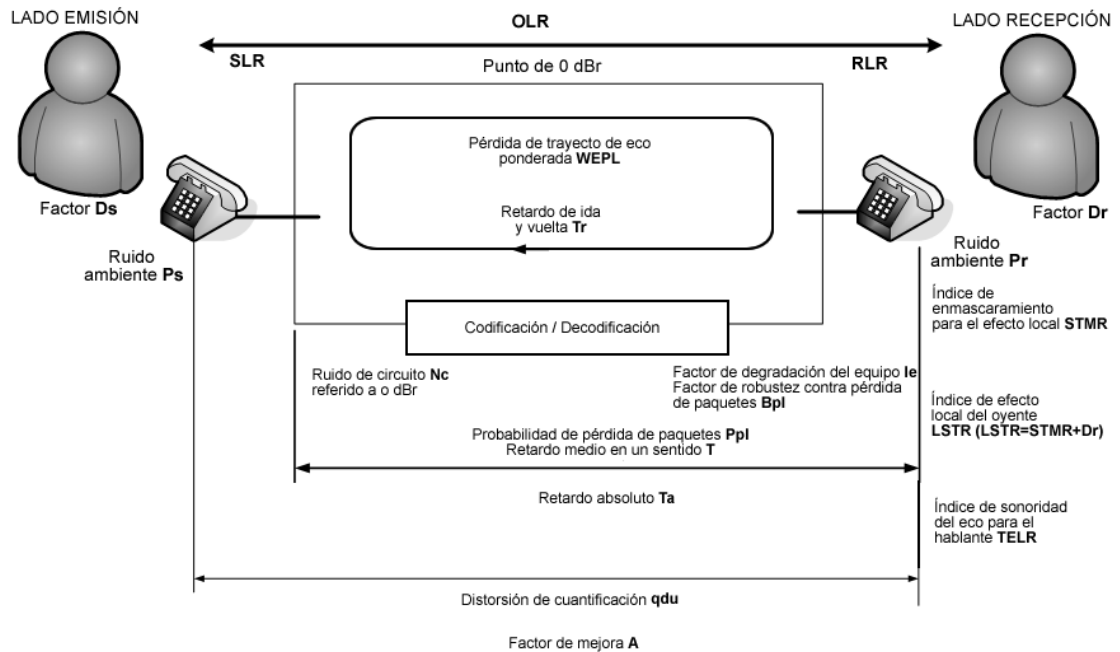 LADO EMISIÓN
OLR
LADO RECEPCIÓN
SLR
RLR
Punto de 0 dBr
Pérdida de trayecto de eco
ponderada WEPL
Retardo de ida
y vuelta Tr
Factor Ds
Factor Dr
Ruido
ambiente Ps
Ruido
ambiente Pr
Índice de
enmascaramiento
para el efecto local STMR
Codificación / Decodificación
Ruido de circuito Nc
referido a o dBr
Factor de degradación del equipo Ie
Factor de robustez contra pérdida
de paquetes Bpl
Índice de efecto
local del oyente
LSTR (LSTR=STMR+Dr)
Probabilidad de pérdida de paquetes Ppl
Retardo medio en un sentido T
Retardo absoluto Ta
Índice de sonoridad
del eco para el
hablante TELR
Distorsión de cuantificación qdu
Factor de mejora A